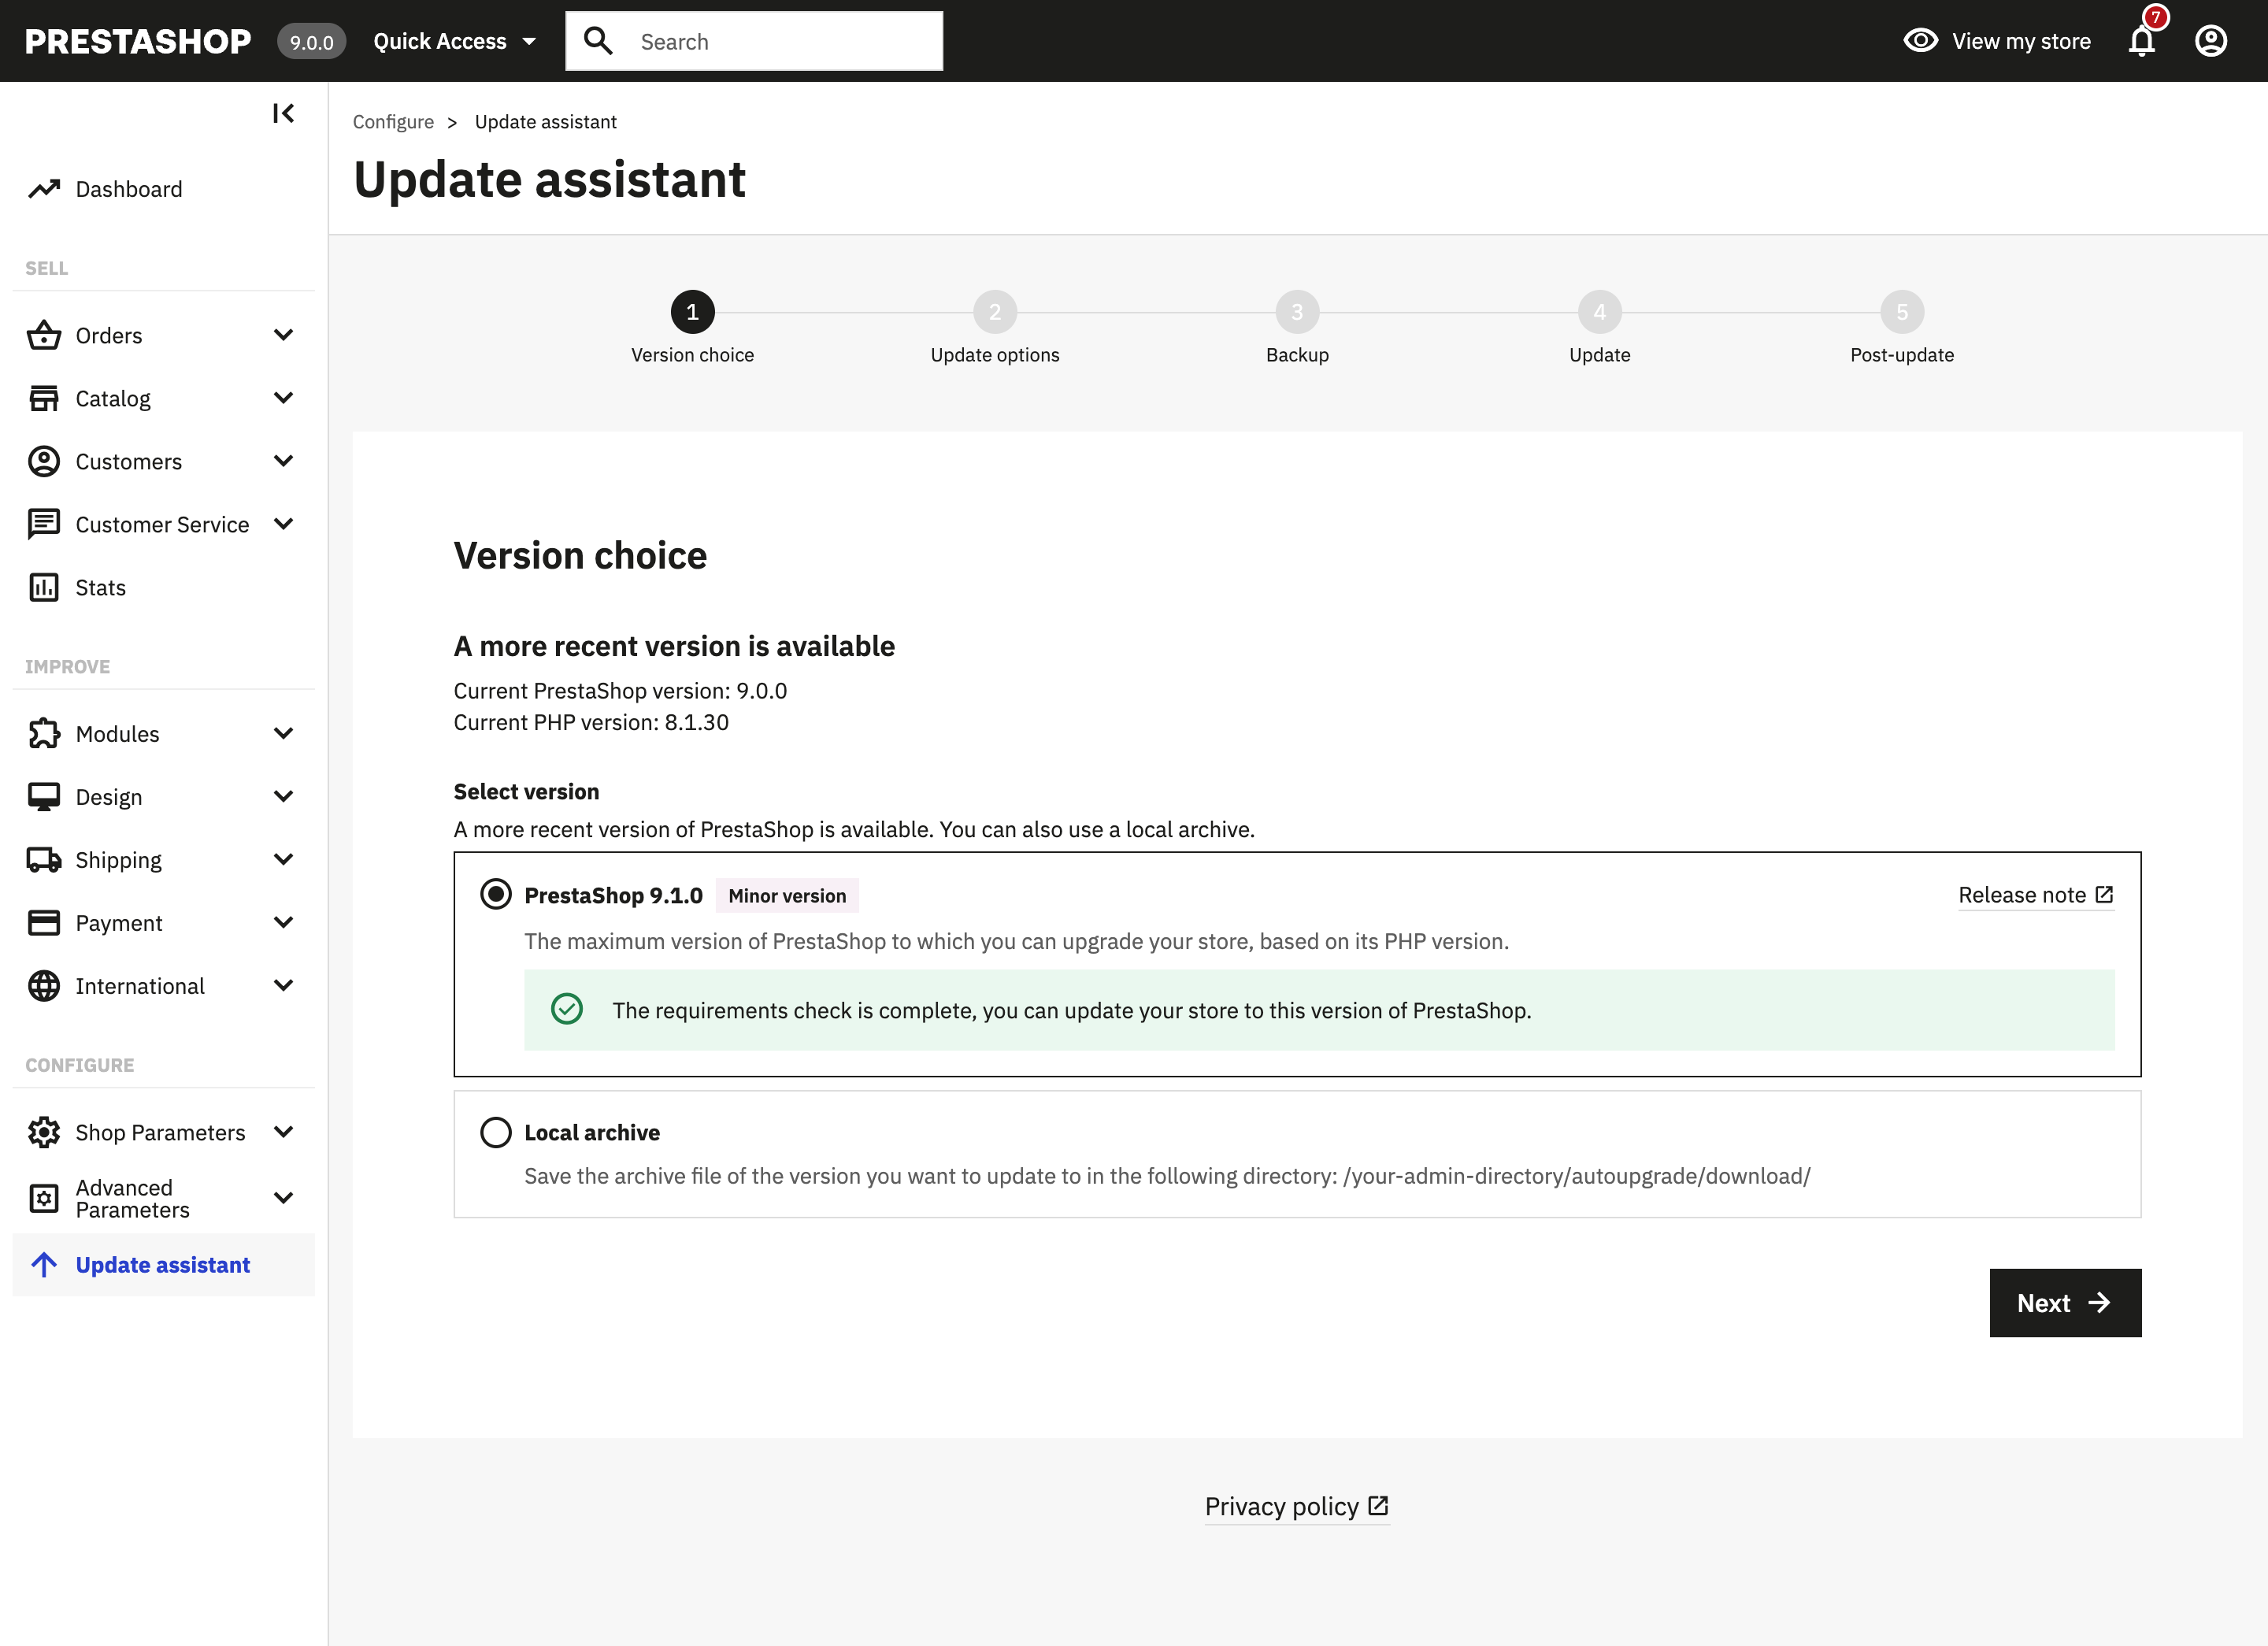 PRESTASHOP 9.0.0 Quick Access Search View my store 7
Configure > Update assistant
Update assistant
Dashboard
SELL
Orders
Catalog
Customers
Customer Service
Stats
IMPROVE
Modules
Design
Shipping
Payment
International
CONFIGURE
Shop Parameters
Advanced
Parameters
Update assistant
1 2 3 4 5
Version choice Update options Backup Update Post-update
Version choice
A more recent version is available
Current PrestaShop version: 9.0.0
Current PHP version: 8.1.30
Select version
A more recent version of PrestaShop is available. You can also use a local archive.
PrestaShop 9.1.0 Minor version Release note
The maximum version of PrestaShop to which you can upgrade your store, based on its PHP version.
The requirements check is complete, you can update your store to this version of PrestaShop.
Local archive
Save the archive file of the version you want to update to in the following directory: /your-admin-directory/autoupgrade/download/
Next
Privacy policy